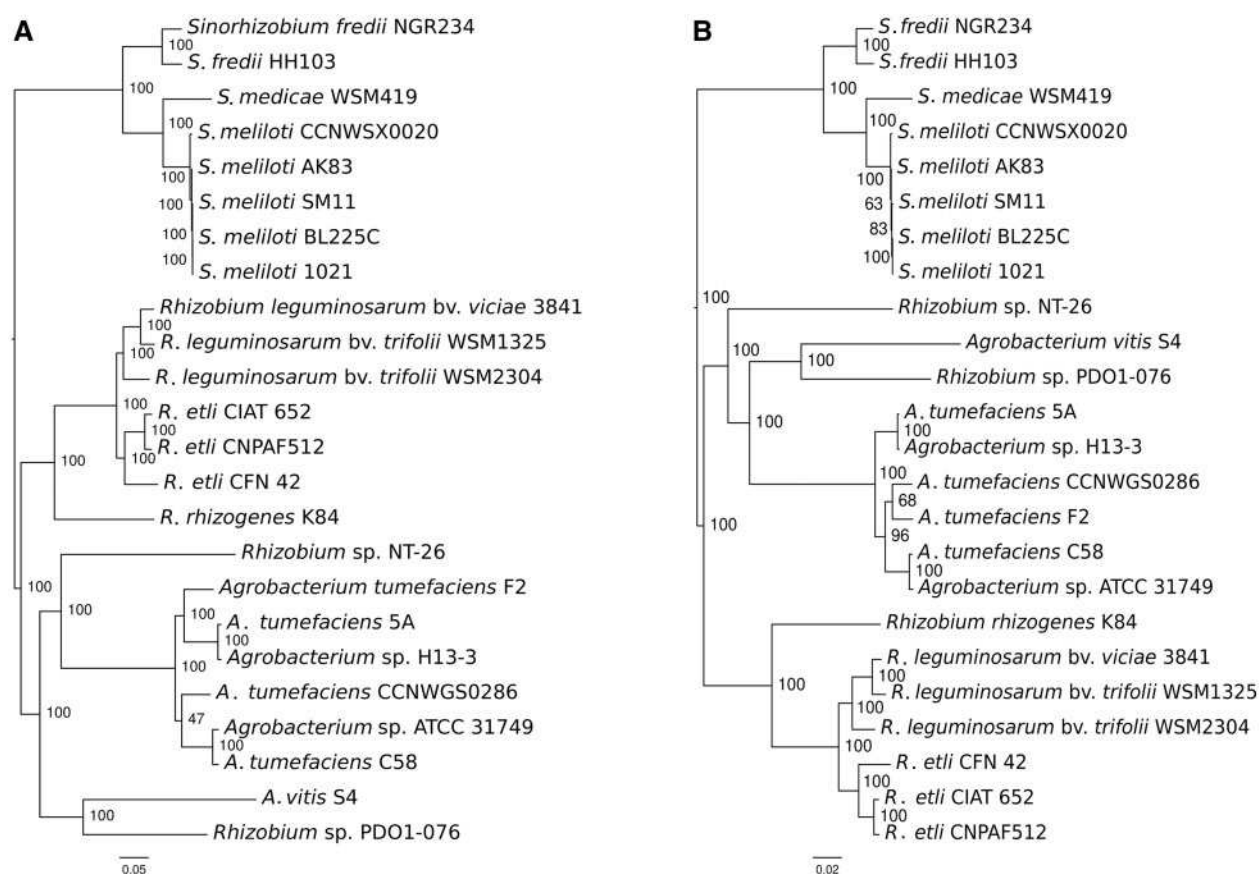 A
Sinorhizobium fredii NGR234
100
S. fredii HH103
100
S. medicae WSM419
100
S. meliloti CCNWSX0020
S. meliloti AK83
100
100
S. meliloti SM11
100
S. meliloti BL225C
100
S. meliloti 1021
Rhizobium leguminosarum bv. viciae 3841
100
R. leguminosarum bv. trifolii WSM1325
100
R. leguminosarum bv. trifolii WSM2304
100
R. etli CIAT 652
100
R. etli CNPAF512
100
100
R. etli CFN 42
R. rhizogenes K84
Rhizobium sp. NT-26
100
100
Agrobacterium tumefaciens F2
100
A. tumefaciens 5A
100
Agrobacterium sp. H13-3
100
A. tumefaciens CCNWGS0286
100
47
Agrobacterium sp. ATCC 31749
100
A. tumefaciens C58
A. vitis S4
100
Rhizobium sp. PDO1-076
0.05
B
S. fredii
NGR234
100
S. fredii HH103
100
S. medicae WSM419
100
S. meliloti CCNWSX0020
S. meliloti AK83
100
63
S. meliloti SM11
83
S. meliloti BL225C
100
S. meliloti 1021
100
Rhizobium sp. NT-26
100
Agrobacterium vitis S4
100
Rhizobium sp. PDO1-076
100
A. tumefaciens 5A
100
Agrobacterium sp. H13-3
100
A. tumefaciens CCNWGS0286
68
A. tumefaciens F2
100
96
A. tumefaciens C58
100
Agrobacterium sp. ATCC 31749
Rhizobium rhizogenes K84
R. leguminosarum bv. viciae 3841
100
100
R. leguminosarum bv. trifolii WSM1325
100
R. leguminosarum bv. trifolii WSM2304
100
R. etli CFN 42
100
R. etli CIAT 652
100
R. etli CNPAF512
0.02